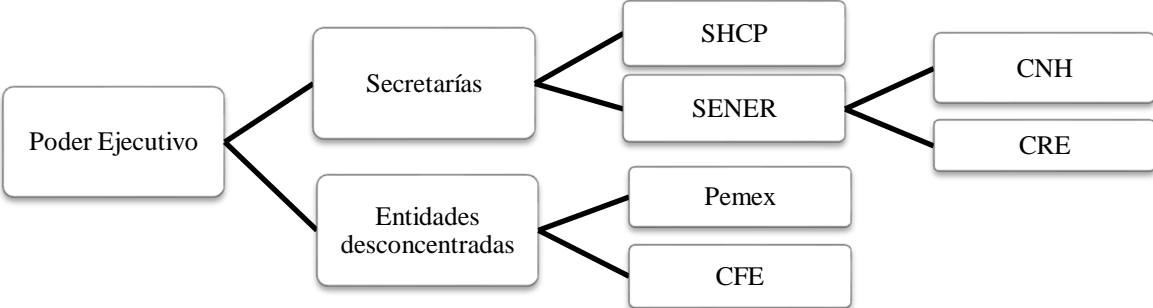 Poder Ejecutivo
Secretarías
SHCP
SENER
CNH
CRE
Entidades
desconcentradas
Pemex
CFE